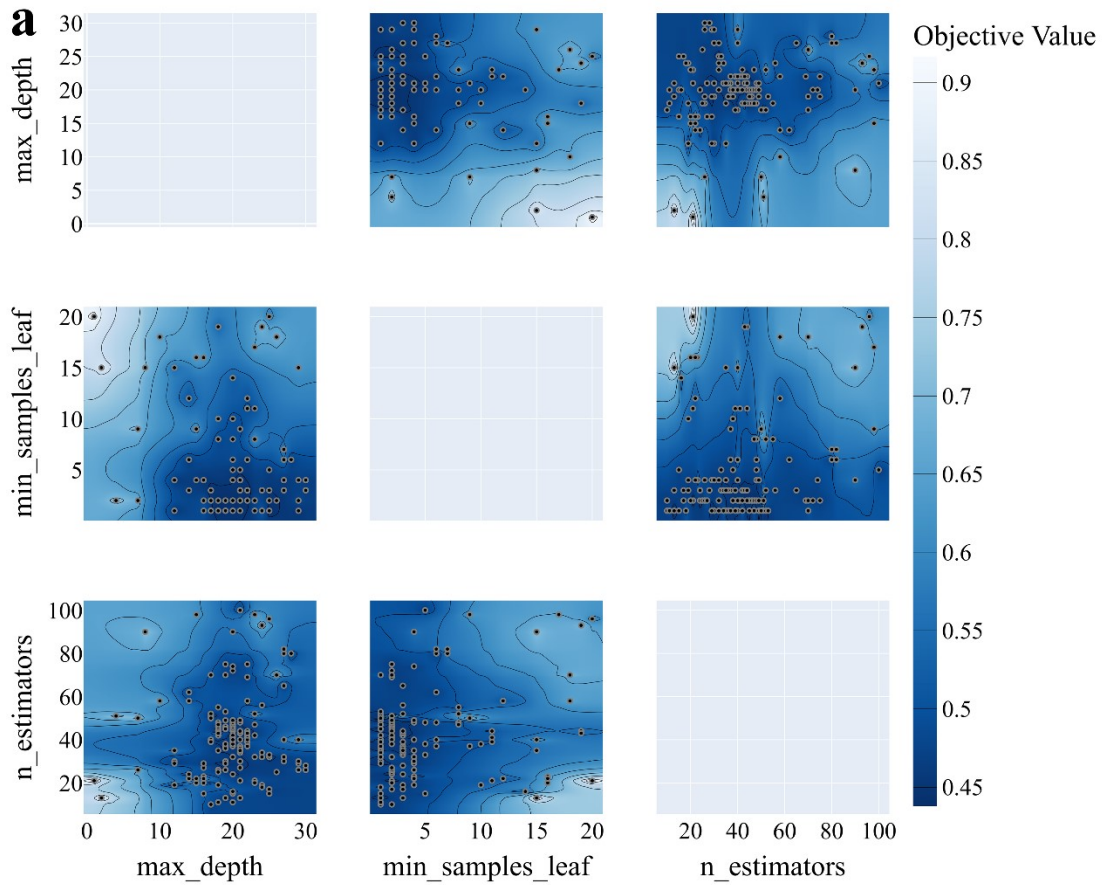 a
Objective Value
max_depth
30
25
20
15
10
5
0
0.9
0.85
0.8
0.75
0.7
0.65
0.6
0.55
0.5
0.45
min_samples_leaf
20
15
10
5
n_estimators
100
80
60
40
20
0 10 20 30
5 10 15 20
20 40 60 80 100
max_depth min_samples_leaf n_estimators